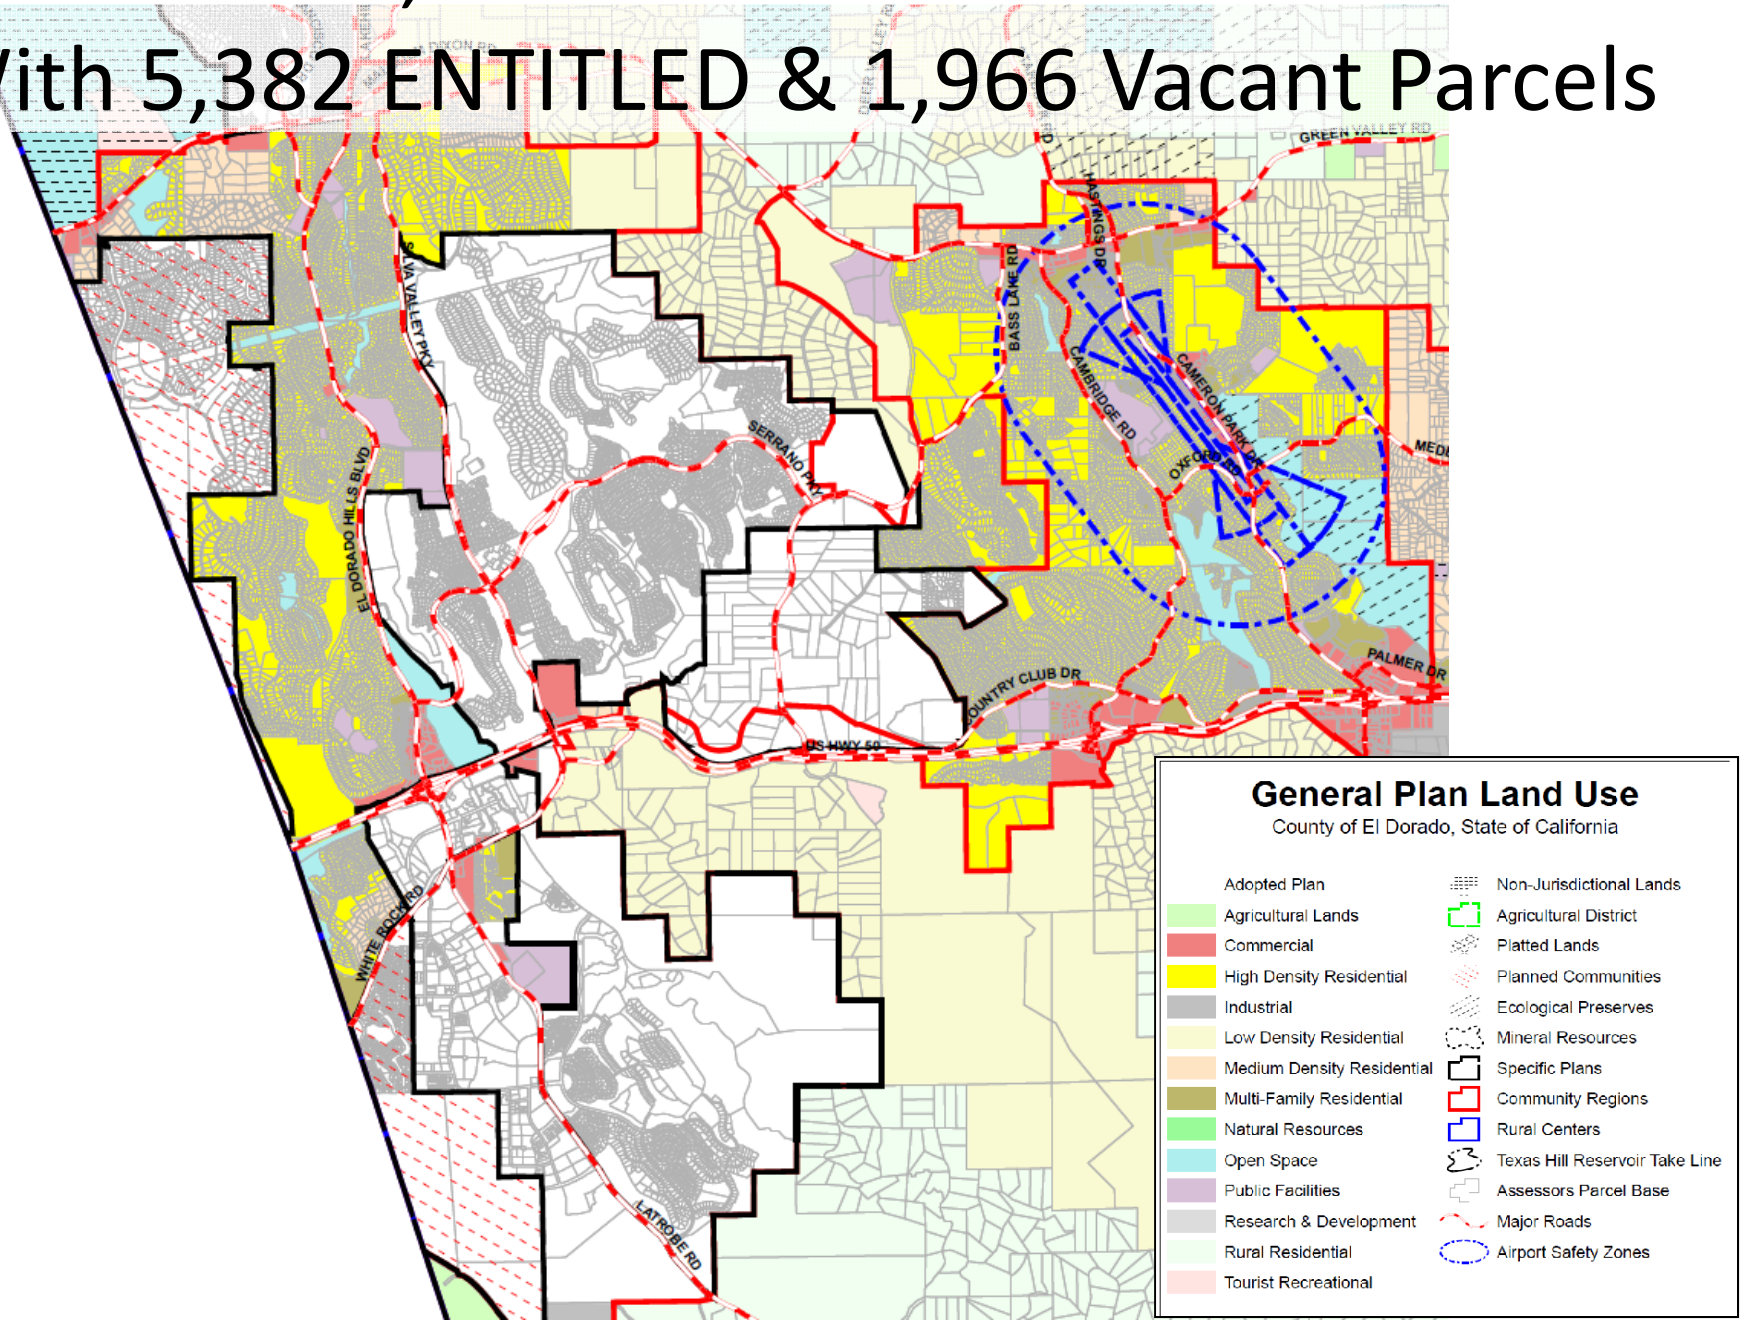 With 5,382 ENTITLED & 1,966 Vacant Parcels
DIXON RD
GREEN VALLEY RD
HASTINGS DR
SILVA VALLEY PKY
BASS LAKE RD
CAMBRIDGE RD
CAMERON PARK DR
SERRANO PKY
OXFORD RD
MEDE
EL DORADO HILLS BLVD
COUNTRY CLUB DR
PALMER DR
US HWY 50
WHITE ROCK RD
LATROBE RD
General Plan Land Use
County of El Dorado, State of California
Adopted Plan
Agricultural Lands
Commercial
High Density Residential
Industrial
Low Density Residential
Medium Density Residential
Multi-Family Residential
Natural Resources
Open Space
Public Facilities
Research & Development
Rural Residential
Tourist Recreational
Non-Jurisdictional Lands
Agricultural District
Platted Lands
Planned Communities
Ecological Preserves
Mineral Resources
Specific Plans
Community Regions
Rural Centers
Texas Hill Reservoir Take Line
Assessors Parcel Base
Major Roads
Airport Safety Zones